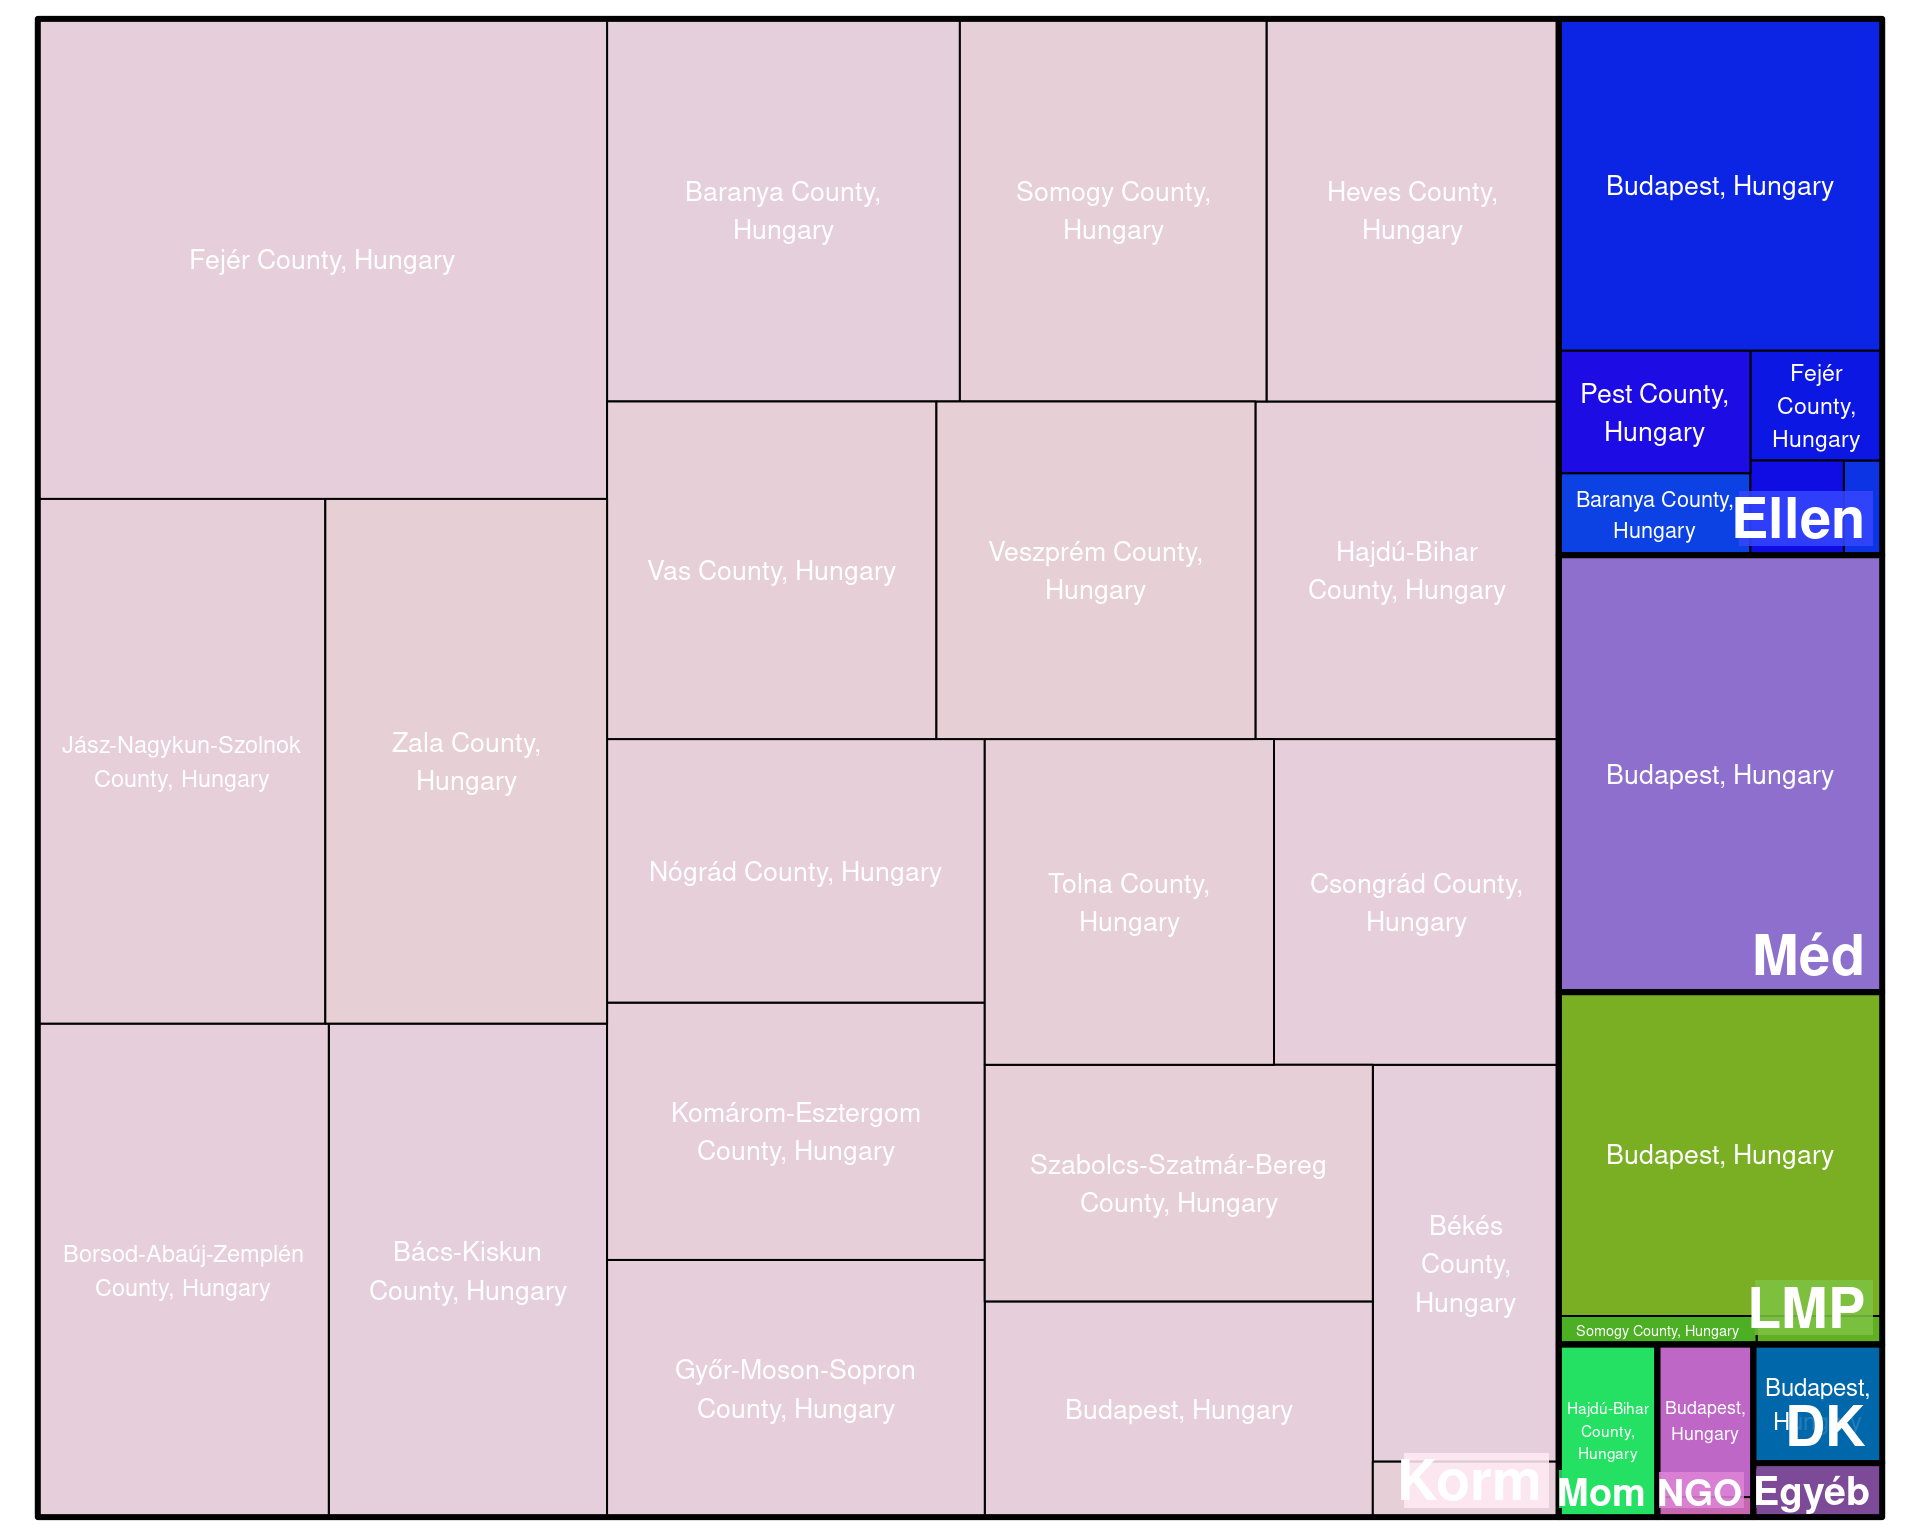 Fejér County, Hungary
Baranya County,
Hungary
Somogy County,
Hungary
Heves County,
Hungary
Jász-Nagykun-Szolnok
County, Hungary
Zala County,
Hungary
Vas County, Hungary
Veszprém County,
Hungary
Hajdú-Bihar
County, Hungary
Nógrád County, Hungary
Tolna County,
Hungary
Csongrád County,
Hungary
Borsod-Abaúj-Zemplén
County, Hungary
Bács-Kiskun
County, Hungary
Komárom-Esztergom
County, Hungary
Szabolcs-Szatmár-Bereg
County, Hungary
Békés
County,
Hungary
Győr-Moson-Sopron
County, Hungary
Budapest, Hungary
Korm
Budapest, Hungary
Pest County,
Hungary
Fejér
County,
Hungary
Baranya County,
Hungary
Ellen
Budapest, Hungary
Méd
Budapest, Hungary
LMP
Somogy County, Hungary
Hajdú-Bihar
County,
Hungary
Mom
Budapest,
Hungary
NGO
Budapest,
Hungary
DK
Egyéb